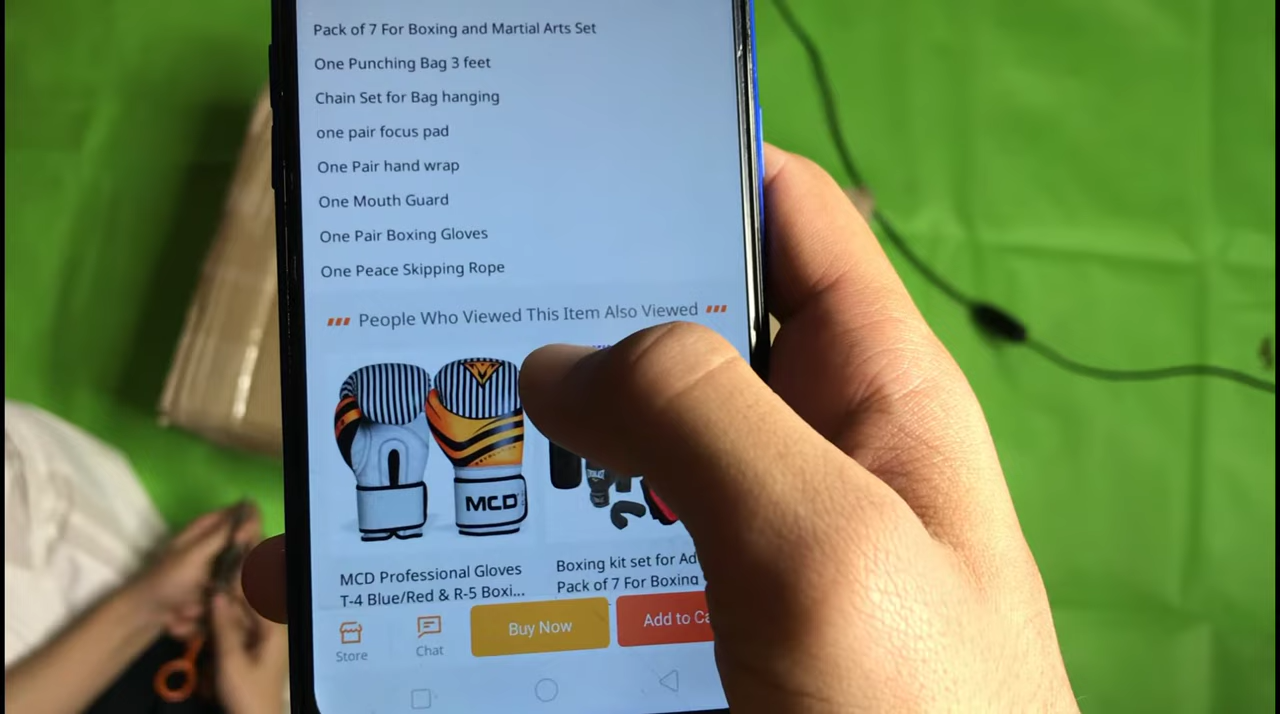 Pack of 7 For Boxing and Martial Arts Set
One Punching Bag 3 feet
Chain Set for Bag hanging
one pair focus pad
One Pair hand wrap
One Mouth Guard
One Pair Boxing Gloves
One Peace Skipping Rope
People Who Viewed This Item Also Viewed
MCD
MCD Professional Gloves
T-4 Blue/Red & R-5 Boxi...
Boxing kit set for Ad
Pack of 7 For Boxing
Store
Chat
Buy Now
Add to Ca